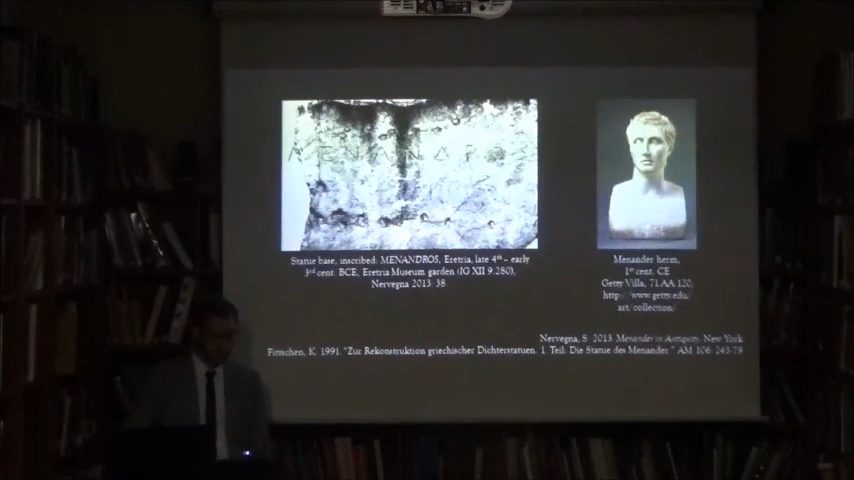 MENANDROS
Statue base, inscribed: MENANDROS, Eretria, late 4th - early
3rd cent. BCE, Eretria Museum garden (IG XII 9.280),
Nervegna 2013: 38
Menander herm,
1st cent. CE
Getty Villa, 71.AA.120,
http://www.getty.edu/
art/collection/
Nervegna, S. 2013. Menander in Antiquity. New York.
Fittschen, K. 1991. "Zur Rekonstruktion griechischer Dichterstatuen. 1. Teil: Die Statue des Menander." AM 106: 243-79.